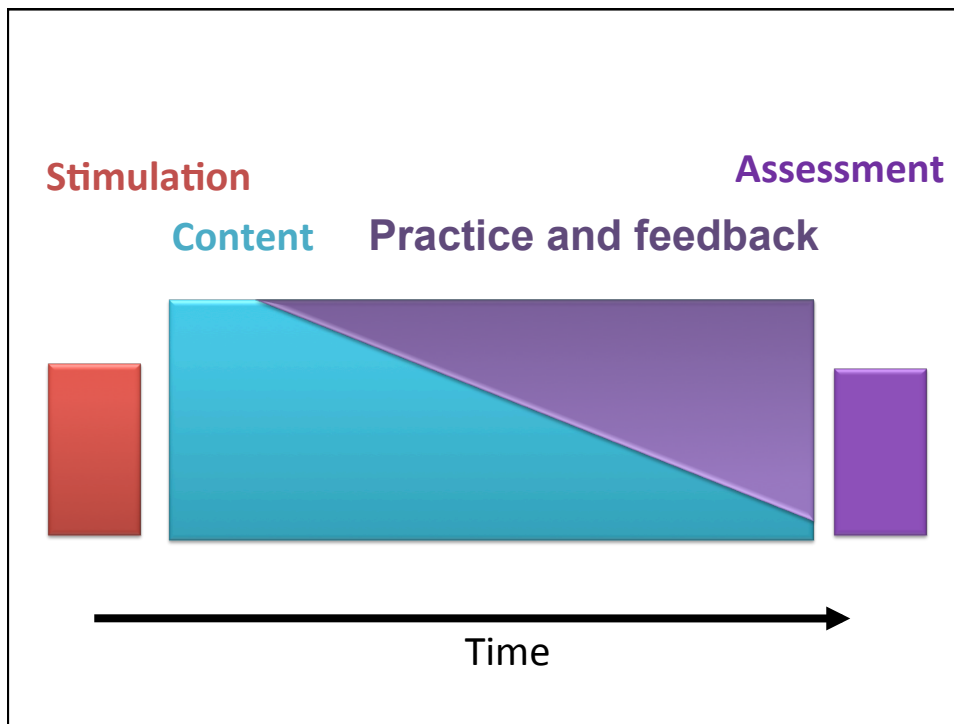 Stimulation
Assessment
Content
Practice and feedback
Time